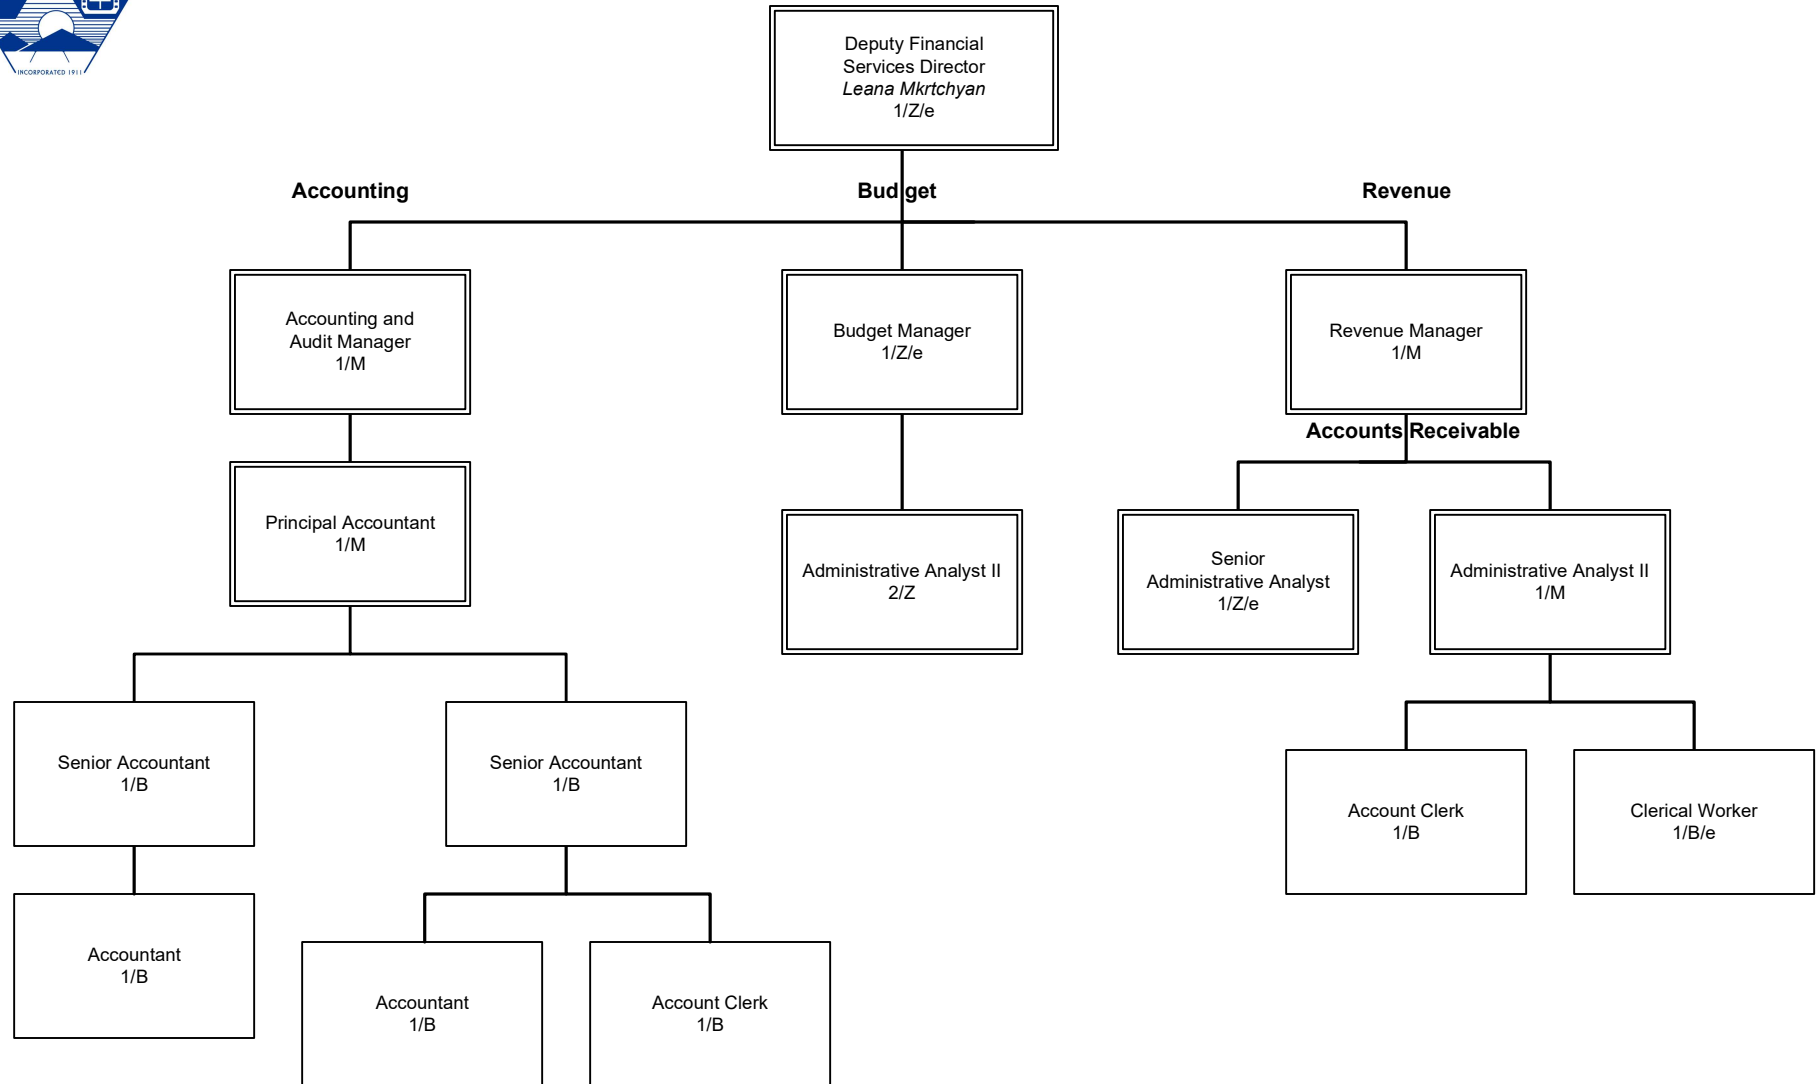 INCORPORATED 1911
Deputy Financial
Services Director
Leana Mkrtchyan
1/Z/e
Accounting
Budget
Revenue
Accounting and
Audit Manager
1/M
Budget Manager
1/Z/e
Revenue Manager
1/M
Accounts Receivable
Principal Accountant
1/M
Administrative Analyst II
2/Z
Senior
Administrative Analyst
1/Z/e
Administrative Analyst II
1/M
Senior Accountant
1/B
Senior Accountant
1/B
Account Clerk
1/B
Clerical Worker
1/B/e
Accountant
1/B
Accountant
1/B
Account Clerk
1/B